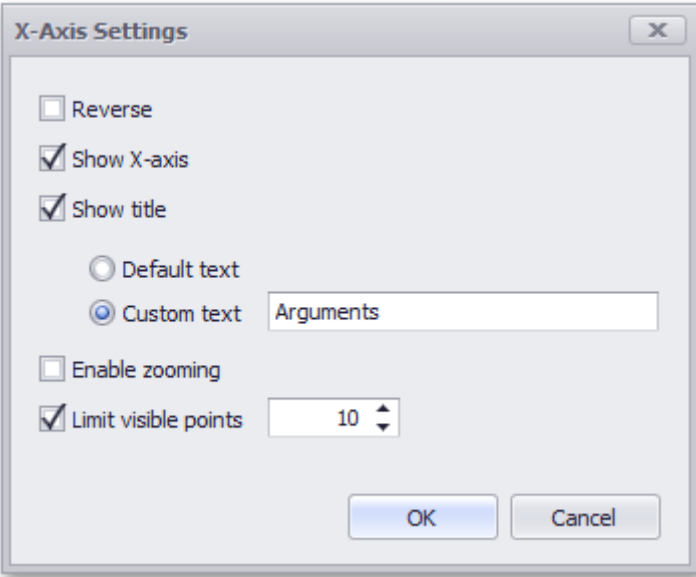 X-Axis Settings
Reverse
Show X-axis
Show title
Default text
Custom text Arguments
Enable zooming
Limit visible points 10
OK Cancel